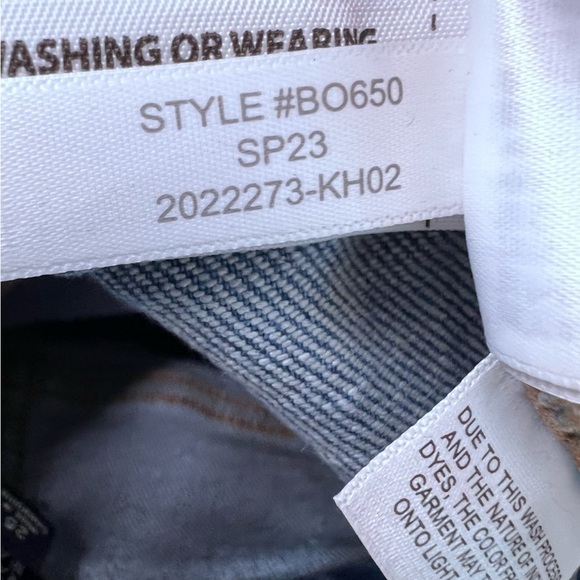 WASHING OR WEARING
STYLE #BO650
SP23
2022273-KH02
DUE TO THIS WASH PROCESS
AND THE NATURE OF
DYES, THE COLOR
GARMENT MAY
ONTO LIGHT